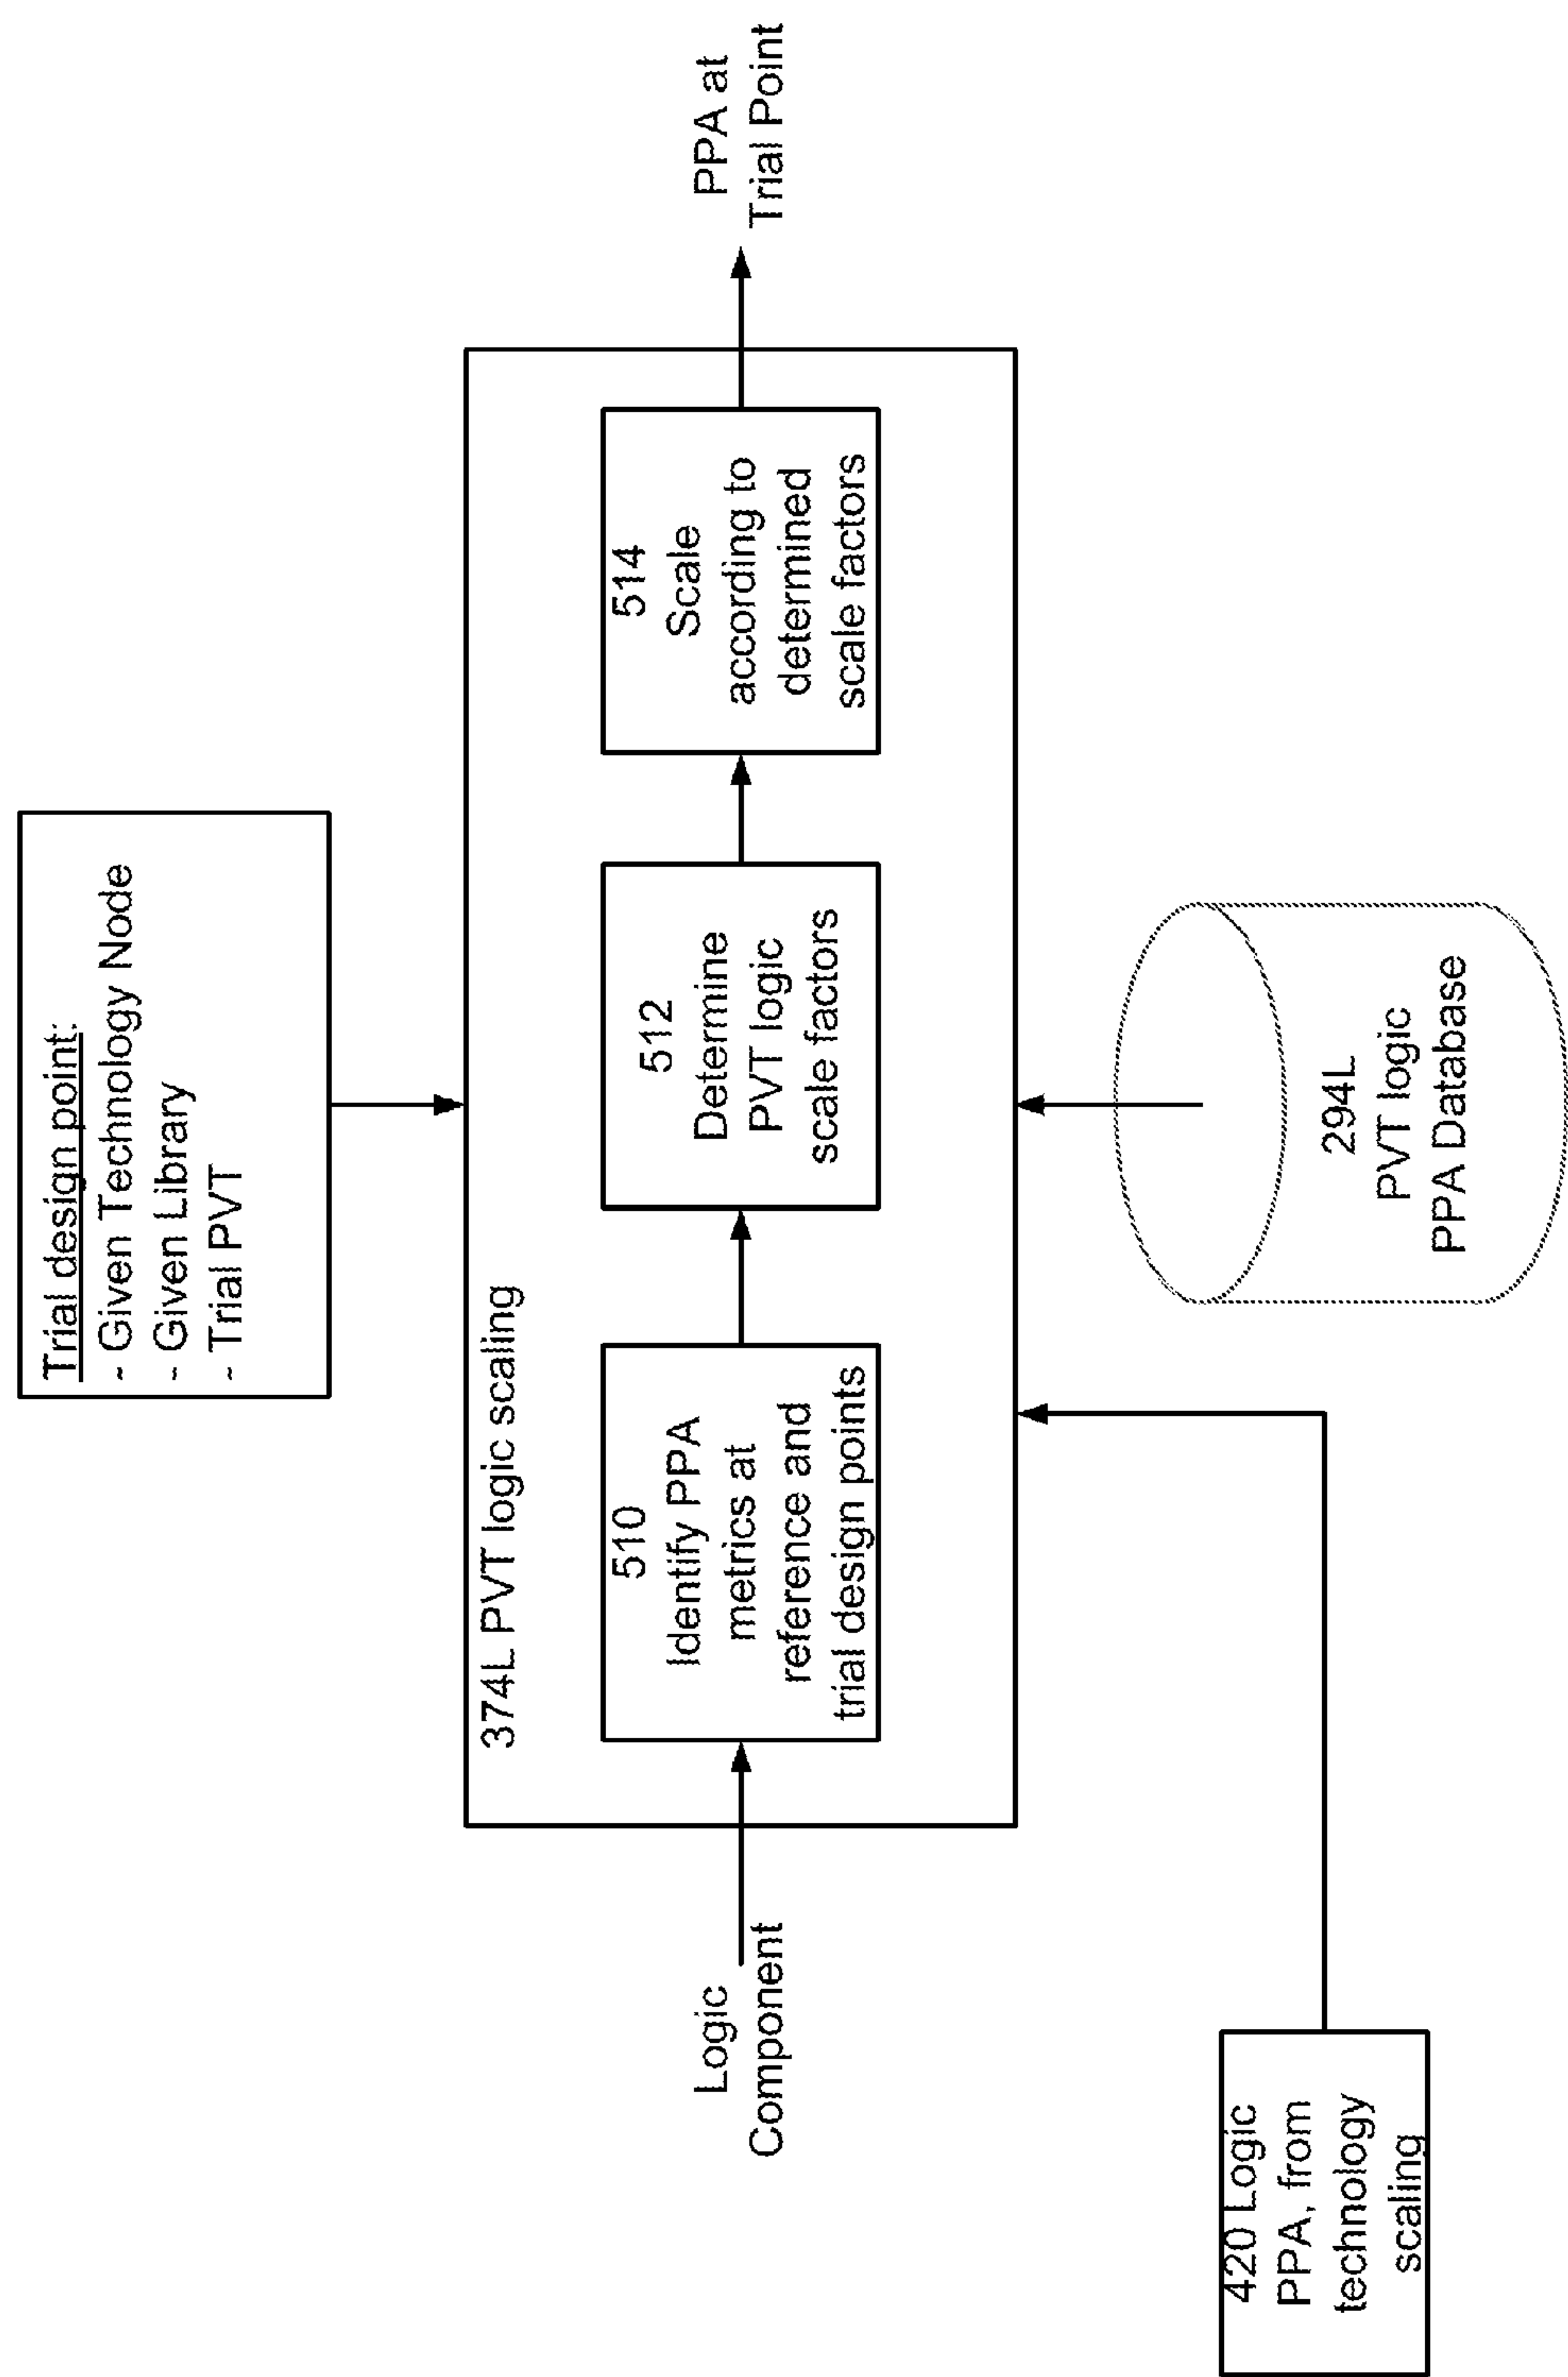 Trial design point:
- Given Technology Node
- Given Library
- Trial PVT
374L PVT logic scaling
Logic
Component
510
Identify PPA
metrics at
reference and
trial design points
512
Determine
PVT logic
scale factors
514
Scale
according to
determined
scale factors
PPA at
Trial Point
420 Logic
PPA, from
technology
scaling
294L
PVT logic
PPA Database